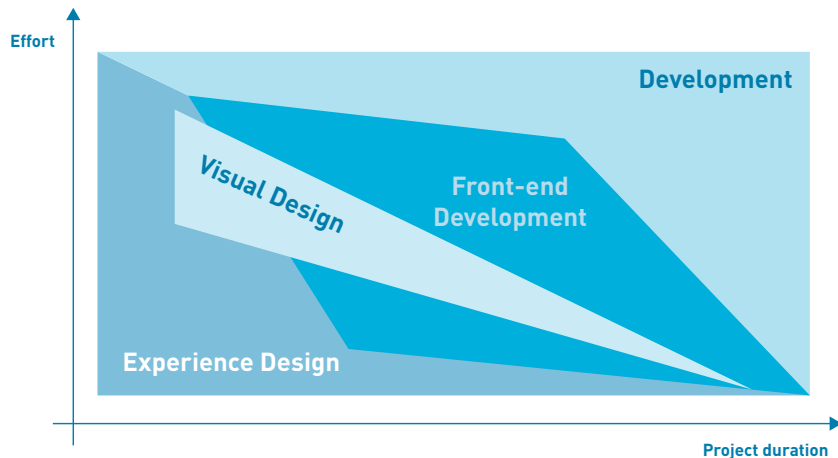 Effort
Development
Visual Design
Front-end
Development
Experience Design
Project duration